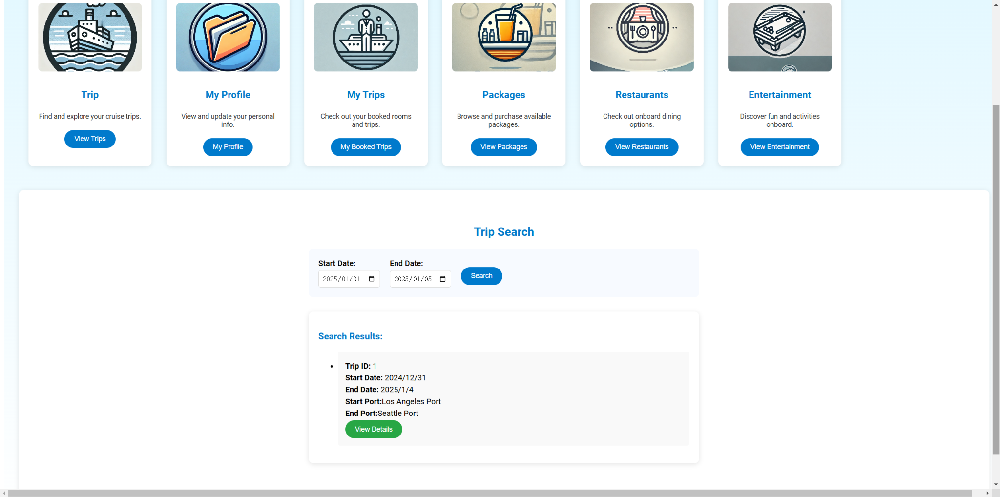 Trip
Find and explore your cruise trips.
View Trips
My Profile
View and update your personal
info.
My Profile
My Trips
Check out your booked rooms
and trips.
My Booked Trips
Packages
Browse and purchase available
packages.
View Packages
Restaurants
Check out onboard dining
options.
View Restaurants
Entertainment
Discover fun and activities
onboard.
View Entertainment
Trip Search
Start Date:
2025/01/01
End Date:
2025/01/05
Search
Search Results:
Trip ID: 1
Start Date: 2024/12/31
End Date: 2025/1/4
Start Port:Los Angeles Port
End Port:Seattle Port
View Details